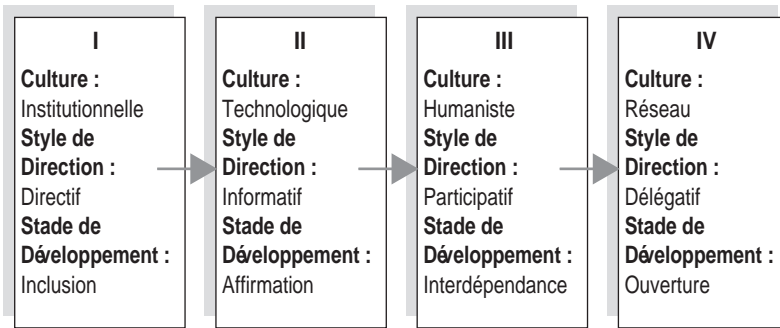 I
Culture :
Institutionnelle
Style de
Direction :
Directif
Stade de
Développement :
Inclusion
II
Culture :
Technologique
Style de
Direction :
Informatif
Stade de
Développement :
Affirmation
III
Culture :
Humaniste
Style de
Direction :
Participatif
Stade de
Développement :
Interdépendance
IV
Culture :
Réseau
Style de
Direction :
Délégatif
Stade de
Développement :
Ouverture